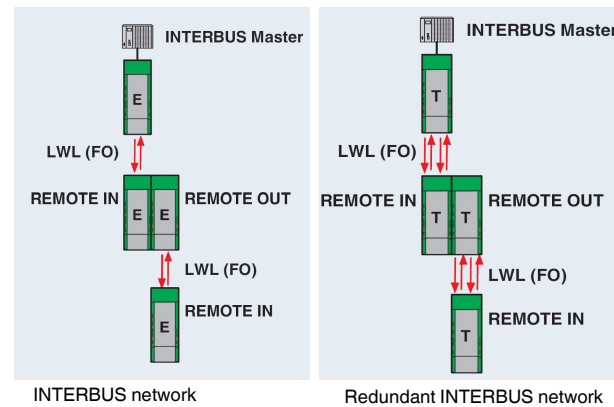 INTERBUS Master
E
LWL (FO)
REMOTE IN
E
E
REMOTE OUT
LWL (FO)
REMOTE IN
E
INTERBUS network
INTERBUS Master
T
LWL (FO)
REMOTE IN
T
T
REMOTE OUT
LWL (FO)
REMOTE IN
T
Redundant INTERBUS network